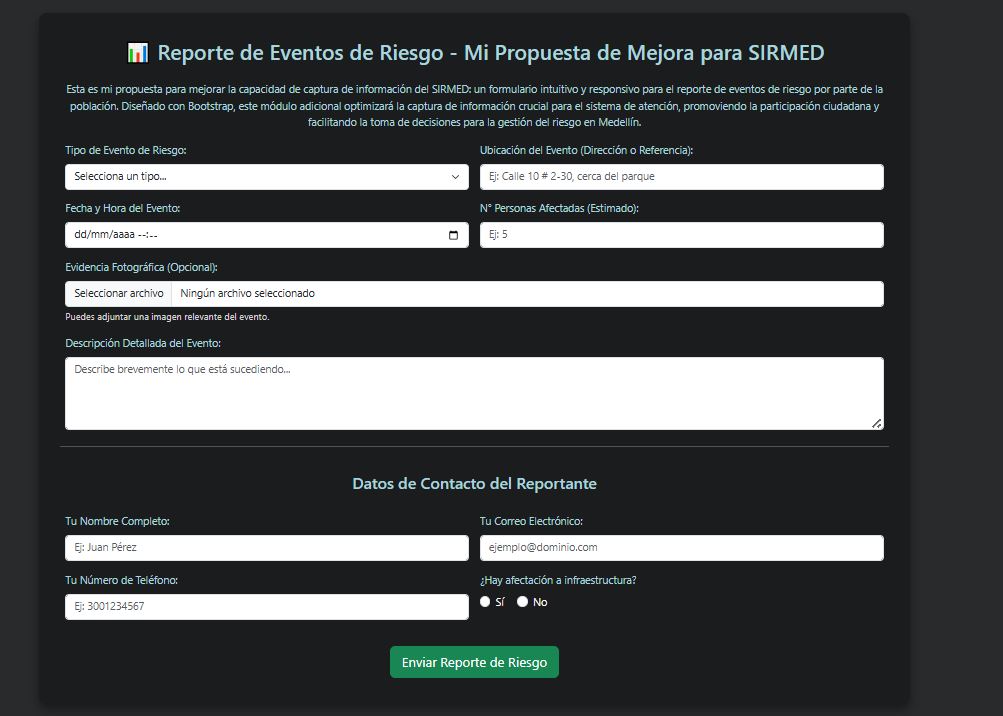 📊 Reporte de Eventos de Riesgo - Mi Propuesta de Mejora para SIRMED
Esta es mi propuesta para mejorar la capacidad de captura de información del SIRMED: un formulario intuitivo y responsivo para el reporte de eventos de riesgo por parte de la
población. Diseñado con Bootstrap, este módulo adicional optimizará la captura de información crucial para el sistema de atención, promoviendo la participación ciudadana y
facilitando la toma de decisiones para la gestión del riesgo en Medellín.
Tipo de Evento de Riesgo:
Selecciona un tipo...
Ubicación del Evento (Dirección o Referencia):
Ej: Calle 10 # 2-30, cerca del parque
Fecha y Hora del Evento:
dd/mm/aaaa --:--
N° Personas Afectadas (Estimado):
Ej: 5
Evidencia Fotográfica (Opcional):
Seleccionar archivo Ningún archivo seleccionado
Puedes adjuntar una imagen relevante del evento.
Descripción Detallada del Evento:
Describe brevemente lo que está sucediendo...
Datos de Contacto del Reportante
Tu Nombre Completo:
Ej: Juan Pérez
Tu Correo Electrónico:
ejemplo@dominio.com
Tu Número de Teléfono:
Ej: 3001234567
¿Hay afectación a infraestructura?
Sí No
Enviar Reporte de Riesgo